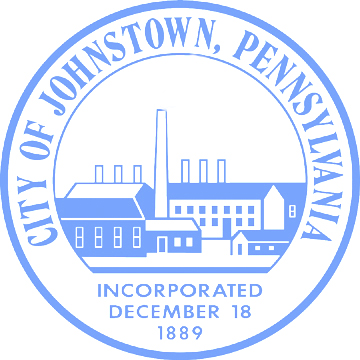 CITY OF JOHNSTOWN, PENNSYLVANIA
INCORPORATED
DECEMBER 18
1889